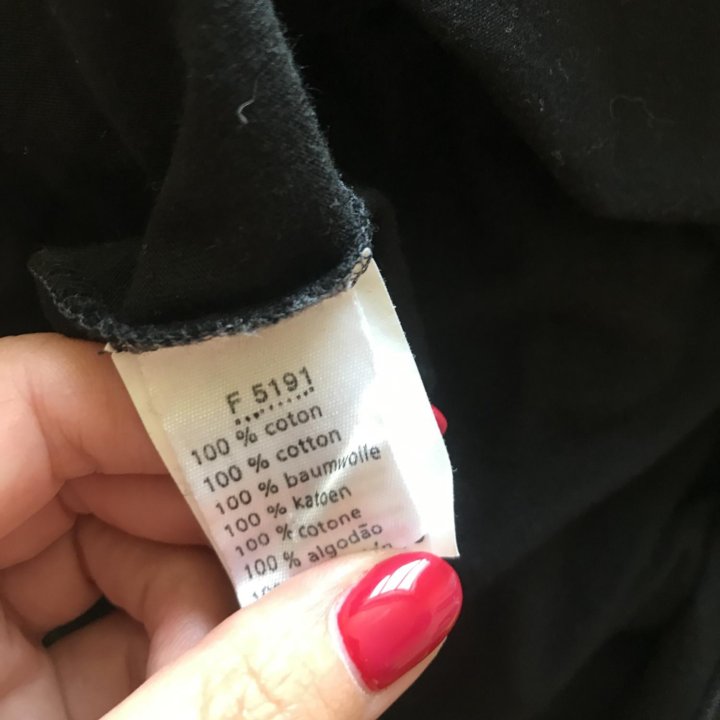 F 5191
100 % coton
100 % cotton
100 % baumwolle
100 % katoen
100 % cotone
100 % algodão